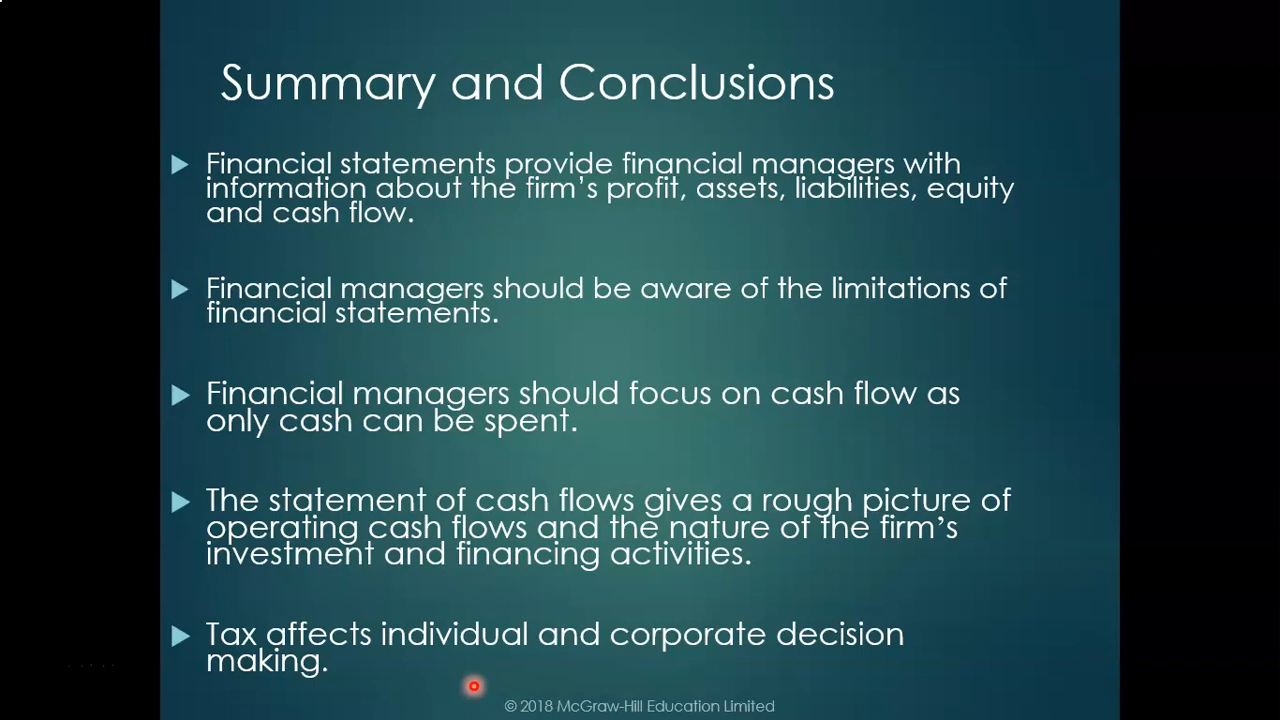 Summary and Conclusions
Financial statements provide financial managers with
information about the firm's profit, assets, liabilities, equity
and cash flow.
Financial managers should be aware of the limitations of
financial statements.
Financial managers should focus on cash flow as
only cash can be spent.
The statement of cash flows gives a rough picture of
operating cash flows and the nature of the firm's
investment and financing activities.
Tax affects individual and corporate decision
making.
© 2018 McGraw-Hill Education Limited